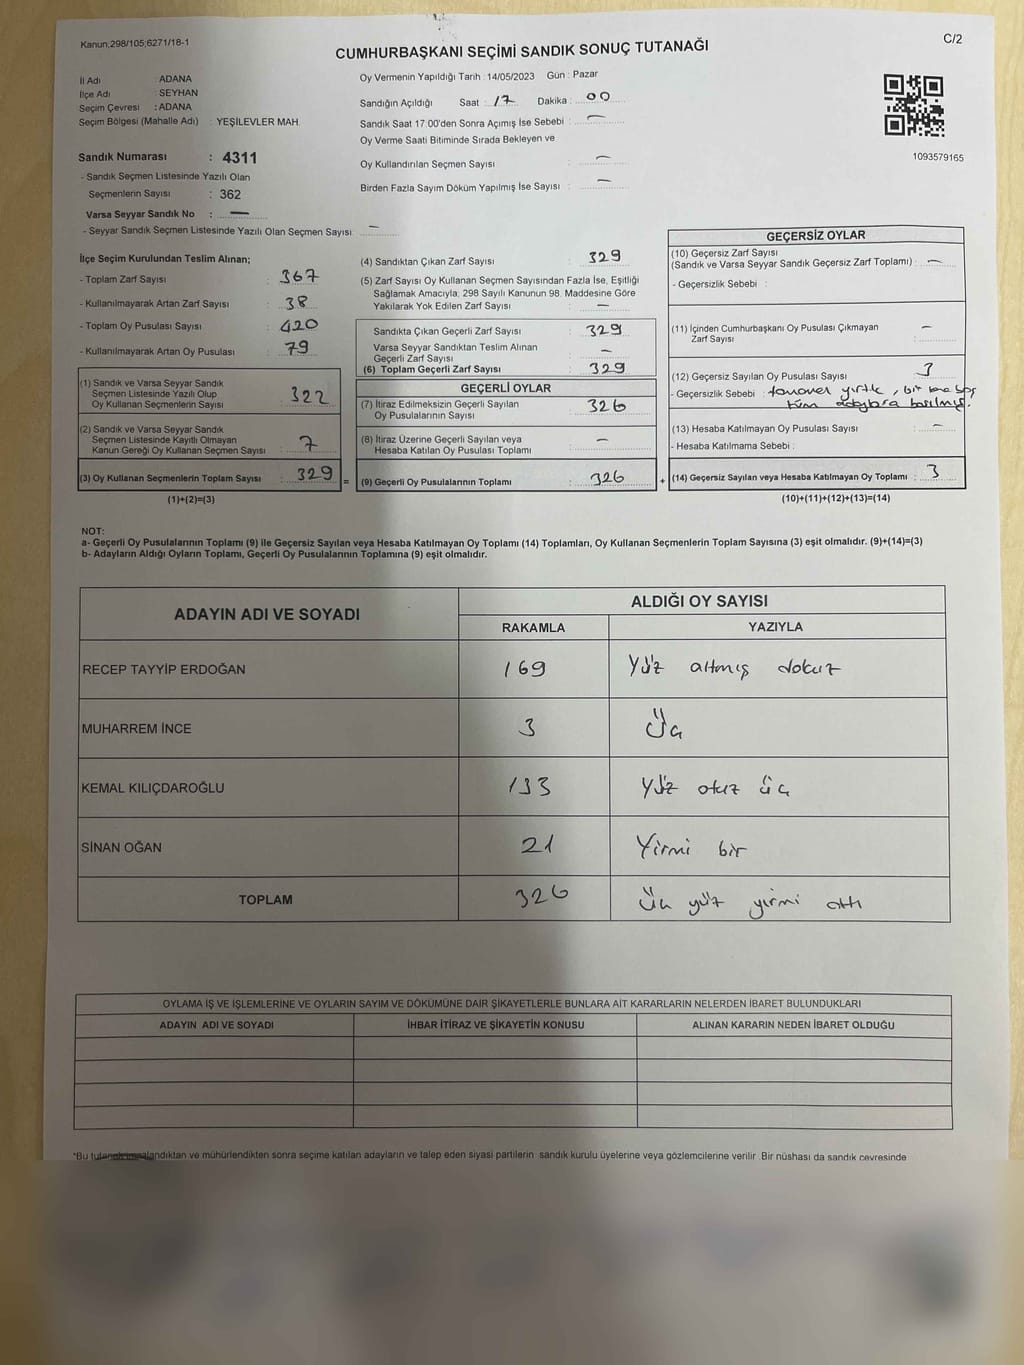 Kanun;298/105;6271/18-1
C/2
CUMHURBAŞKANI SEÇİMİ SANDIK SONUÇ TUTANAĞI
İl Adı : ADANA
İlçe Adı : SEYHAN
Seçim Çevresi : ADANA
Seçim Bölgesi (Mahalle Adı) : YEŞİLEVLER MAH.
Sandık Numarası : 4311
- Sandık Seçmen Listesinde Yazılı Olan
Seçmenlerin Sayısı : 362
Varsa Seyyar Sandık No : —
- Seyyar Sandık Seçmen Listesinde Yazılı Olan Seçmen Sayısı: —
Oy Vermenin Yapıldığı Tarih : 14/05/2023 Gün : Pazar
Sandığın Açıldığı Saat : 17 Dakika : 00
Sandık Saat 17.00'den Sonra Açımış İse Sebebi : —
Oy Verme Saati Bitiminde Sırada Bekleyen ve
Oy Kullandırılan Seçmen Sayısı : —
Birden Fazla Sayım Döküm Yapılmış İse Sayısı : —
1093579165
İlçe Seçim Kurulundan Teslim Alınan;
- Toplam Zarf Sayısı : 367
- Kullanılmayarak Artan Zarf Sayısı : 38
- Toplam Oy Pusulası Sayısı : 420
- Kullanılmayarak Artan Oy Pusulası : 79
(1) Sandık ve Varsa Seyyar Sandık
Seçmen Listesinde Yazılı Olup
Oy Kullanan Seçmenlerin Sayısı : 322
(2) Sandık ve Varsa Seyyar Sandık
Seçmen Listesinde Kayıtlı Olmayan
Kanun Gereği Oy Kullanan Seçmen Sayısı : 7
(3) Oy Kullanan Seçmenlerin Toplam Sayısı : 329
(1)+(2)=(3)
(4) Sandıktan Çıkan Zarf Sayısı : 329
(5) Zarf Sayısı Oy Kullanan Seçmen Sayısından Fazla İse, Eşitliği
Sağlamak Amacıyla; 298 Sayılı Kanunun 98. Maddesine Göre
Yakılarak Yok Edilen Zarf Sayısı : —
Sandıkta Çıkan Geçerli Zarf Sayısı : 329
Varsa Seyyar Sandıktan Teslim Alınan
Geçerli Zarf Sayısı : —
(6) Toplam Geçerli Zarf Sayısı : 329
GEÇERLİ OYLAR
(7) İtiraz Edilmeksizin Geçerli Sayılan
Oy Pusulalarının Sayısı : 326
(8) İtiraz Üzerine Geçerli Sayılan veya
Hesaba Katılan Oy Pusulası Toplamı : —
= (9) Geçerli Oy Pusulalarının Toplamı : 326
GEÇERSİZ OYLAR
(10) Geçersiz Zarf Sayısı
(Sandık ve Varsa Seyyar Sandık Geçersiz Zarf Toplamı) : —
- Geçersizlik Sebebi :
(11) İçinden Cumhurbaşkanı Oy Pusulası Çıkmayan
Zarf Sayısı : —
(12) Geçersiz Sayılan Oy Pusulası Sayısı : 3
- Geçersizlik Sebebi : yırtık, bir
tüm adaylara basılmış.
(13) Hesaba Katılmayan Oy Pusulası Sayısı : —
- Hesaba Katılmama Sebebi :
+ (14) Geçersiz Sayılan veya Hesaba Katılmayan Oy Toplamı : 3
(10)+(11)+(12)+(13)=(14)
NOT:
a- Geçerli Oy Pusulalarının Toplamı (9) ile Geçersiz Sayılan veya Hesaba Katılmayan Oy Toplamı (14) Toplamları, Oy Kullanan Seçmenlerin Toplam Sayısına (3) eşit olmalıdır. (9)+(14)=(3)
b- Adayların Aldığı Oyların Toplamı, Geçerli Oy Pusulalarının Toplamına (9) eşit olmalıdır.
ADAYIN ADI VE SOYADI
ALDIĞI OY SAYISI
RAKAMLA YAZIYLA
RECEP TAYYİP ERDOĞAN 169 Yüz altmış dokuz
MUHARREM İNCE 3 Üç
KEMAL KILIÇDAROĞLU 133 Yüz otuz üç
SİNAN OĞAN 21 Yirmi bir
TOPLAM 326 Üç yüz yirmi altı
OYLAMA İŞ VE İŞLEMLERİNE VE OYLARIN SAYIM VE DÖKÜMÜNE DAİR ŞİKAYETLERLE BUNLARA AİT KARARLARIN NELERDEN İBARET BULUNDUKLARI
ADAYIN ADI VE SOYADI İHBAR İTİRAZ VE ŞİKAYETİN KONUSU ALINAN KARARIN NEDEN İBARET OLDUĞU
*Bu tutanak imzalandıktan ve mühürlendikten sonra seçime katılan adayların ve talep eden siyasi partilerin sandık kurulu üyelerine veya gözlemcilerine verilir. Bir nüshası da sandık çevresinde